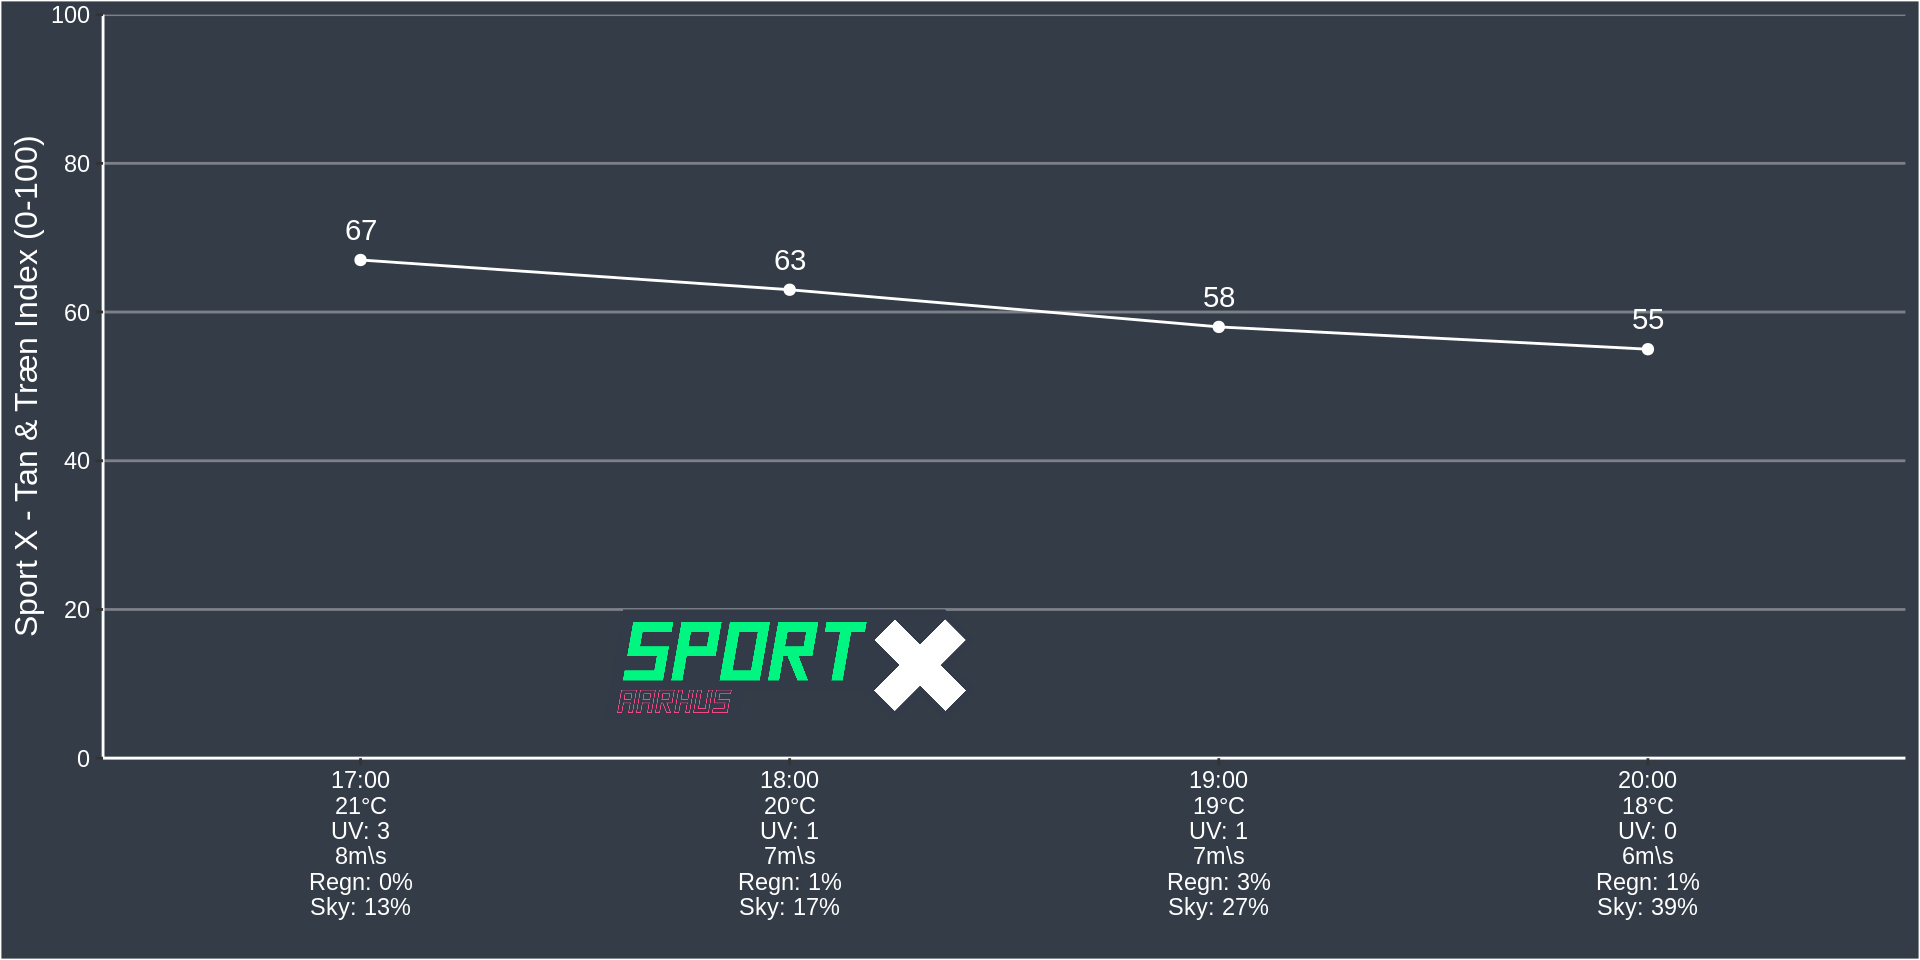 Sport X - Tan & Træn Index (0-100)
100
80
60
40
20
0
67
63
58
55
SPORT X
AARHUS
17:00
21°C
UV: 3
8m\s
Regn: 0%
Sky: 13%
18:00
20°C
UV: 1
7m\s
Regn: 1%
Sky: 17%
19:00
19°C
UV: 1
7m\s
Regn: 3%
Sky: 27%
20:00
18°C
UV: 0
6m\s
Regn: 1%
Sky: 39%